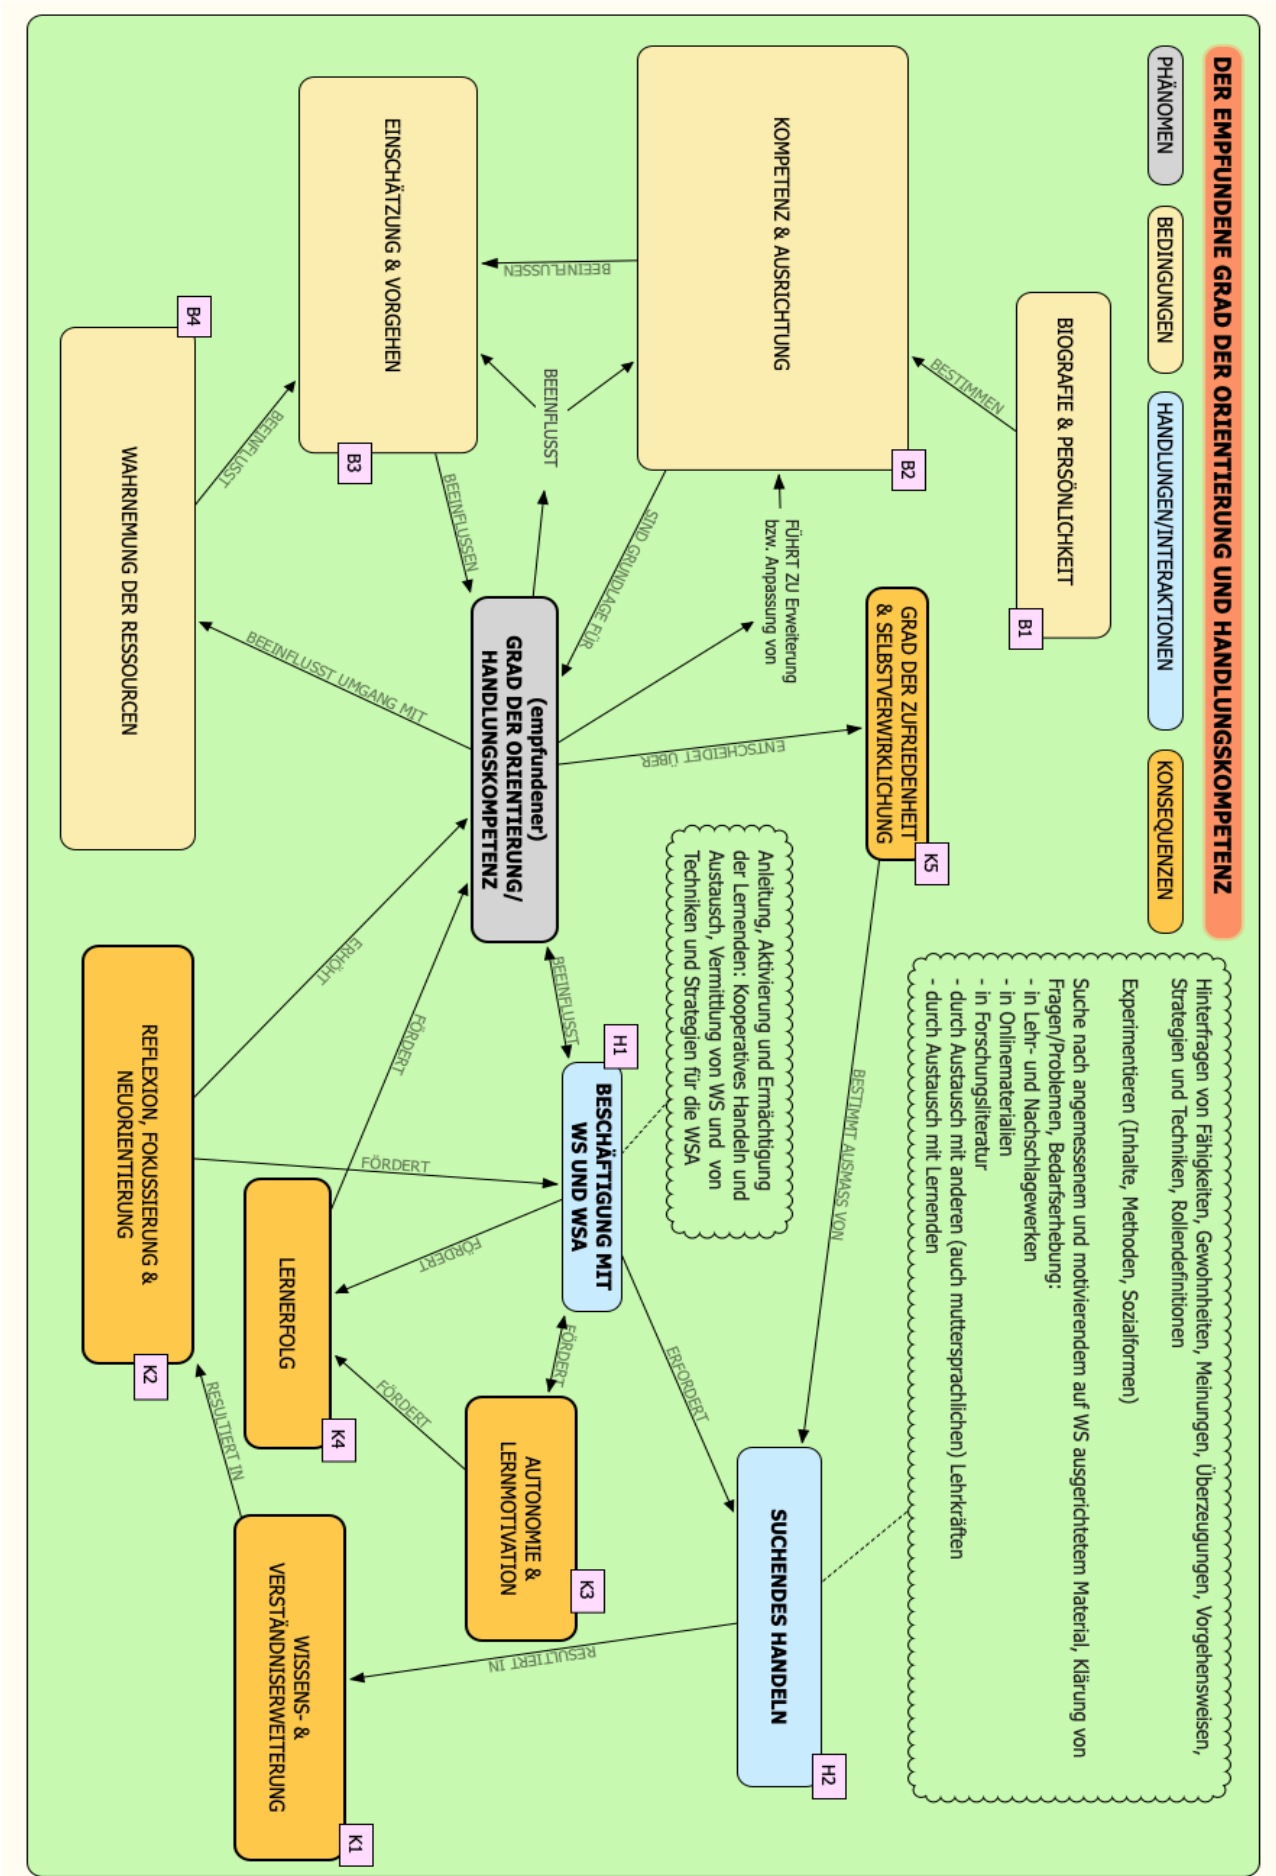 DER EMPFUNDENE GRAD DER ORIENTIERUNG UND HANDLUNGSKOMPETENZ
PHÄNOMEN
BEDINGUNGEN
HANDLUNGEN/INTERAKTIONEN
KONSEQUENZEN
Hinterfragen von Fähigkeiten, Gewohnheiten, Meinungen, Überzeugungen, Vorgehensweisen,
Strategien und Techniken, Rollendefinitionen
Experimentieren (Inhalte, Methoden, Sozialformen)
Suche nach angemessenem und motivierendem auf WS ausgerichtetem Material, Klärung von
Fragen/Problemen, Bedarfserhebung:
- in Lehr- und Nachschlagewerken
- in Onlinematerialien
- in Forschungsliteratur
- durch Austausch mit anderen (auch muttersprachlichen) Lehrkräften
- durch Austausch mit Lernenden
BIOGRAFIE & PERSÖNLICHKEIT
B1
BESTIMMEN
KOMPETENZ & AUSRICHTUNG
B2
GRAD DER ZUFRIEDENHEIT
& SELBSTVERWIRKLICHUNG
K5
BESTIMMT AUSMASS VON
FÜHRT ZU Erweiterung
bzw. Anpassung von
ENTSCHEIDET ÜBER
Anleitung, Aktivierung und Ermächtigung
der Lernenden: Kooperatives Handeln und
Austausch, Vermittlung von WS und von
Techniken und Strategien für die WSA
SUCHENDES HANDELN
H2
SIND GRUNDLAGE FÜR
ERFORDERT
BEEINFLUSSEN
BEEINFLUSST
H1
BESCHÄFTIGUNG MIT
WS UND WSA
BEEINFLUSST
(empfundener)
GRAD DER ORIENTIERUNG/
HANDLUNGSKOMPETENZ
FÖRDERT
K3
AUTONOMIE &
LERNMOTIVATION
RESULTIERT IN
EINSCHÄTZUNG & VORGEHEN
B3
BEEINFLUSSEN
FÖRDERT
FÖRDERT
FÖRDERT
FÖRDERT
ERHÖHT
BEEINFLUSST UMGANG MIT
BEEINFLUSST
K4
LERNERFOLG
K1
WISSENS- &
VERSTÄNDNISERWEITERUNG
RESULTIERT IN
B4
WAHRNEMUNG DER RESSOURCEN
REFLEXION, FOKUSSIERUNG &
NEUORIENTIERUNG
K2